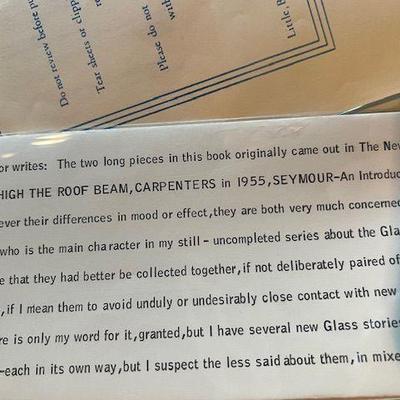 Do not review before pu
Tear sheets or clippi
Please do not
with
Little, B
or writes: The two long pieces in this book originally came out in The New
HIGH THE ROOF BEAM,CARPENTERS in 1955,SEYMOUR-An Introduc
ever their differences in mood or effect,they are both very much concerned
who is the main character in my still - uncompleted series about the Gla
e that they had better be collected together,if not deliberately paired of
,if I mean them to avoid unduly or undesirably close contact with new
re is only my word for it,granted,but I have several new Glass stories
-each in its own way,but I suspect the less said about them,in mixe